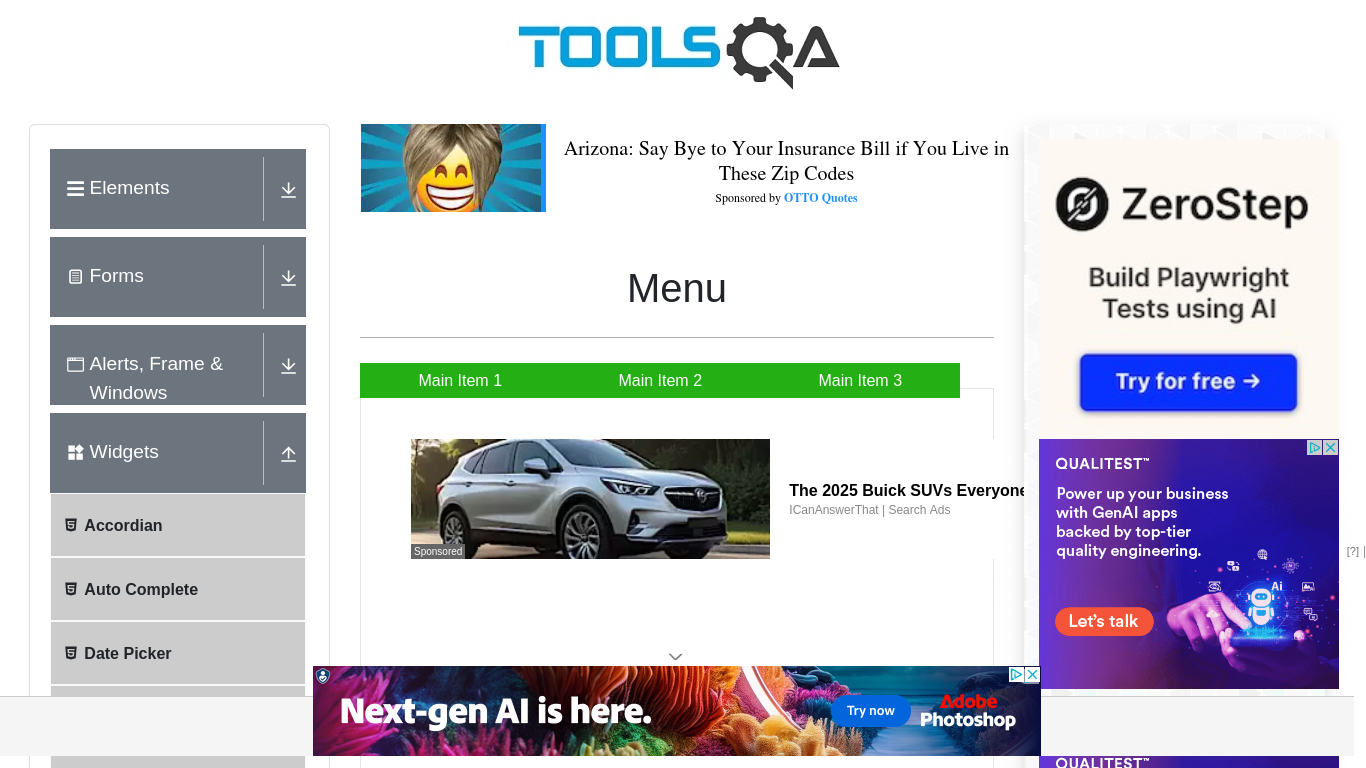 TOOLSQA
Elements
Forms
Alerts, Frame &
Windows
Widgets
Accordian
Auto Complete
Date Picker
Arizona: Say Bye to Your Insurance Bill if You Live in
These Zip Codes
Sponsored by OTTO Quotes
Menu
Main Item 1
Main Item 2
Main Item 3
Sponsored
The 2025 Buick SUVs Everyone
ICanAnswerThat | Search Ads
ZeroStep
Build Playwright
Tests using AI
Try for free →
QUALITEST™
Power up your business
with GenAI apps
backed by top-tier
quality engineering.
Ai
Let's talk
[?] |
Next-gen AI is here.
Try now
Adobe
Photoshop
QUALITEST™